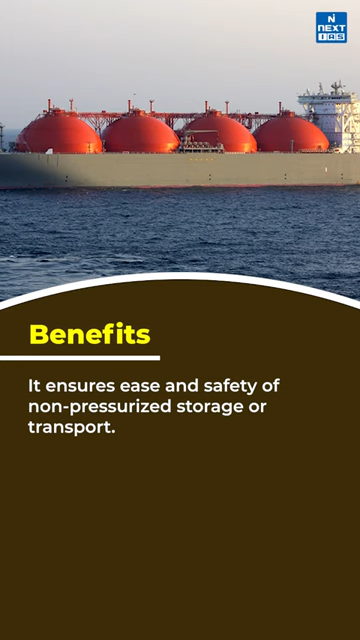 N
NEXT
IAS
Benefits
It ensures ease and safety of
non-pressurized storage or
transport.